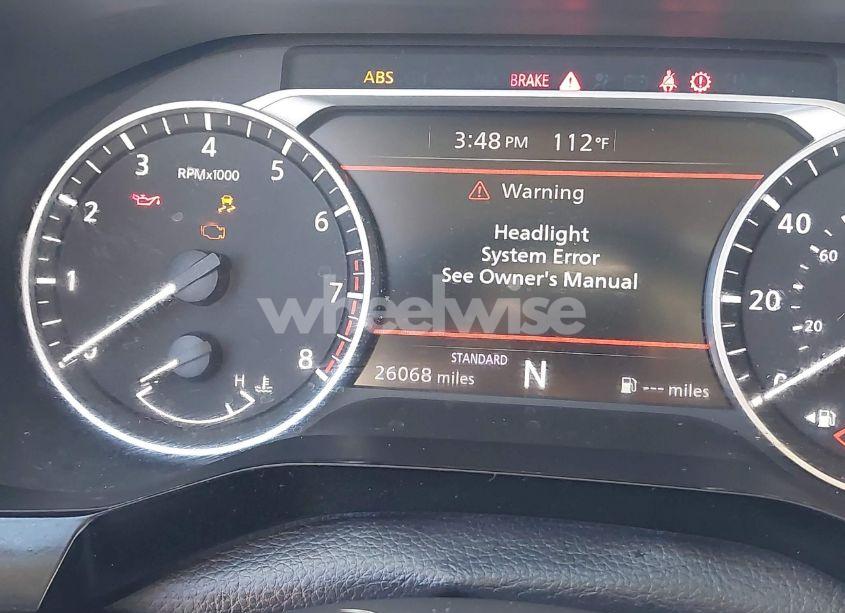 ABS
BRAKE
3:48 PM 112°F
Warning
Headlight
System Error
See Owner's Manual
STANDARD
26068 miles
N
--- miles
RPMx1000
1
2
3
4
5
6
7
8
H
40
60
20
20
0
wheelwise